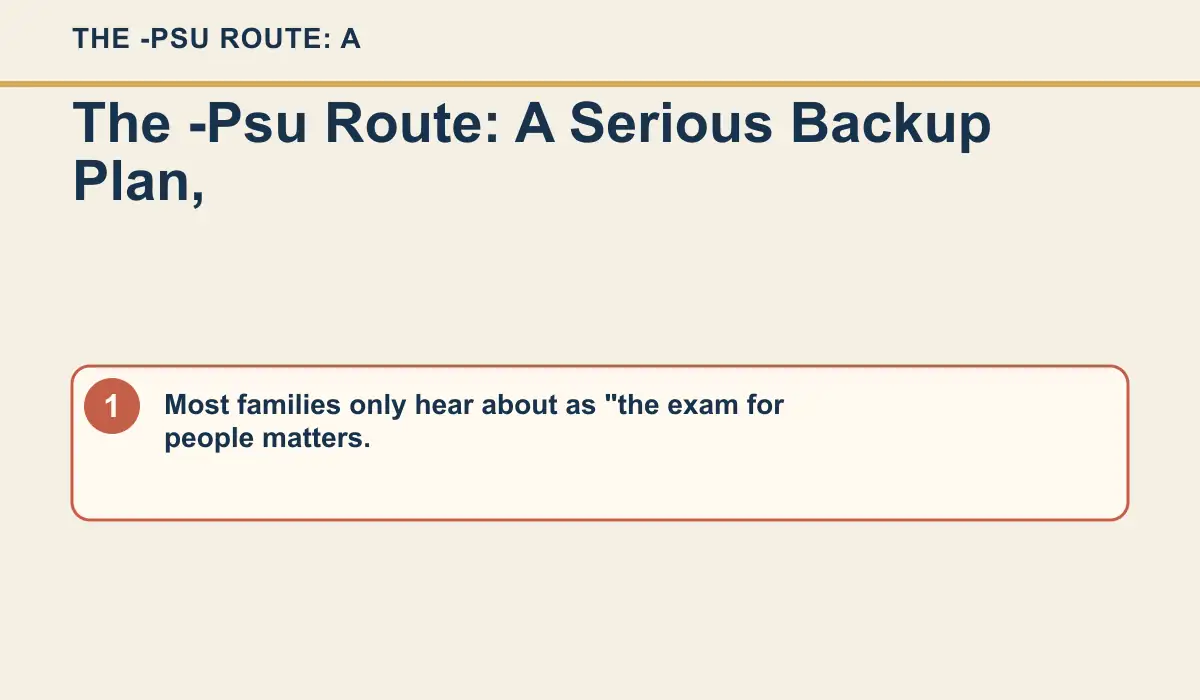 THE -PSU ROUTE: A
The -Psu Route: A Serious Backup
Plan,
1
Most families only hear about as "the exam for
people matters.